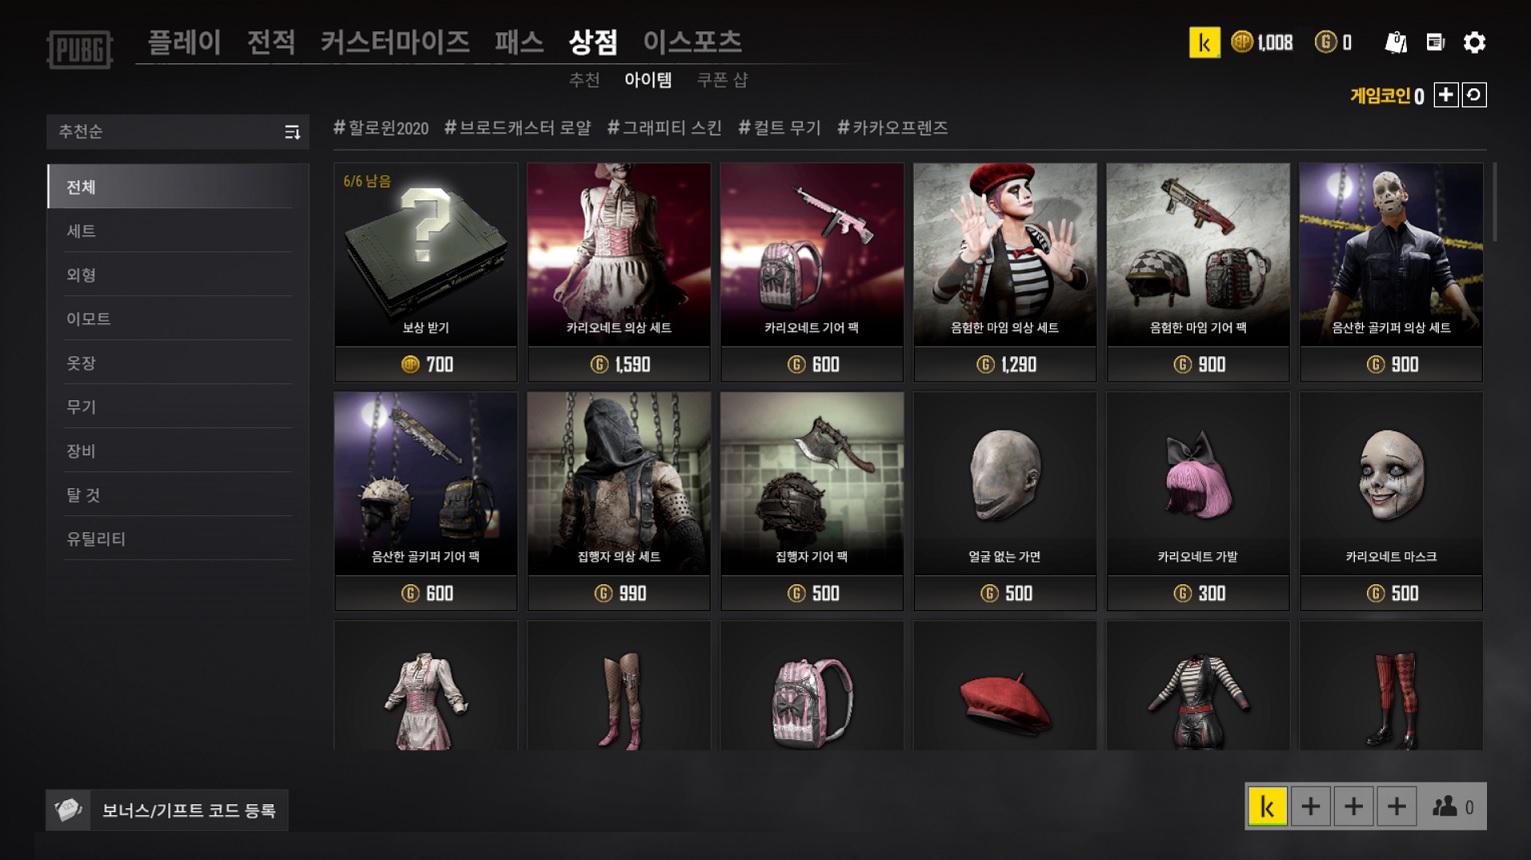 PUBG 플레이 전적 커스터마이즈 패스 상점 이스포츠 k BP 1,008 G 0
추천 아이템 쿠폰 샵
게임코인 0
추천순
#할로윈2020 #브로드캐스터 로얄 #그래피티 스킨 #컬트 무기 #카카오프렌즈
전체
세트
외형
이모트
옷장
무기
장비
탈 것
유틸리티
6/6 남음
보상 받기 카리오네트 의상 세트 카리오네트 기어 팩 음험한 마임 의상 세트 음험한 마임 기어 팩 음산한 골키퍼 의상 세트
BP 700 G 1,590 G 600 G 1,290 G 900 G 900
음산한 골키퍼 기어 팩 집행자 의상 세트 집행자 기어 팩 얼굴 없는 가면 카리오네트 가발 카리오네트 마스크
G 600 G 990 G 500 G 500 G 300 G 500
보너스/기프트 코드 등록
k + + + 0